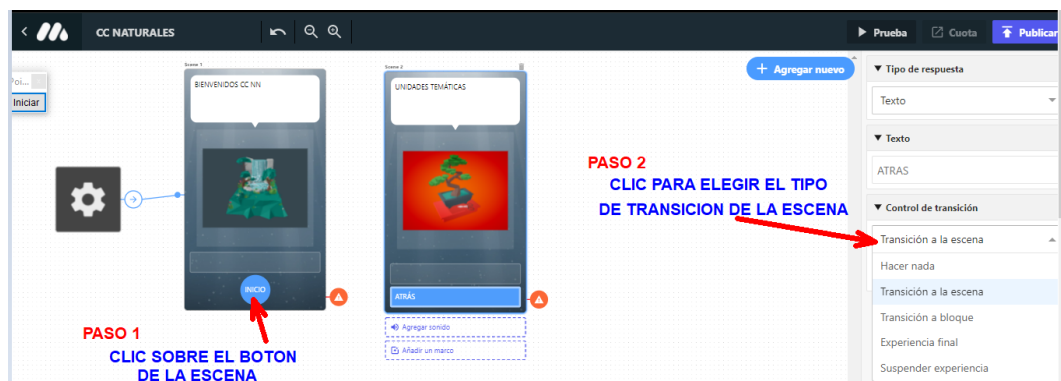 CC NATURALES
Prueba
Cuota
Publicar
Poi...
Iniciar
Scene 1
BIENVENIDOS CC NN
INICIO
Scene 2
UNIDADES TEMÁTICAS
ATRÁS
Agregar sonido
Añadir un marco
+ Agregar nuevo
PASO 1
CLIC SOBRE EL BOTON
DE LA ESCENA
PASO 2
CLIC PARA ELEGIR EL TIPO
DE TRANSICION DE LA ESCENA
Tipo de respuesta
Texto
Texto
ATRAS
Control de transición
Transición a la escena
Hacer nada
Transición a la escena
Transición a bloque
Experiencia final
Suspender experiencia